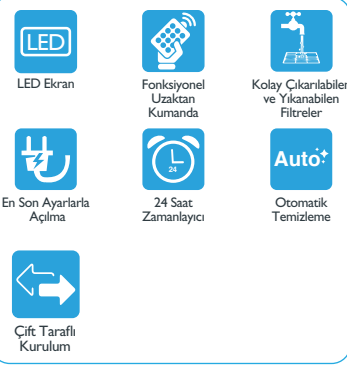 LED
LED Ekran
Fonksiyonel
Uzaktan
Kumanda
Kolay Çıkarılabilen
ve Yıkanabilen
Filtreler
En Son Ayarlarla
Açılma
24
24 Saat
Zamanlayıcı
Auto
Otomatik
Temizleme
Çift Taraflı
Kurulum